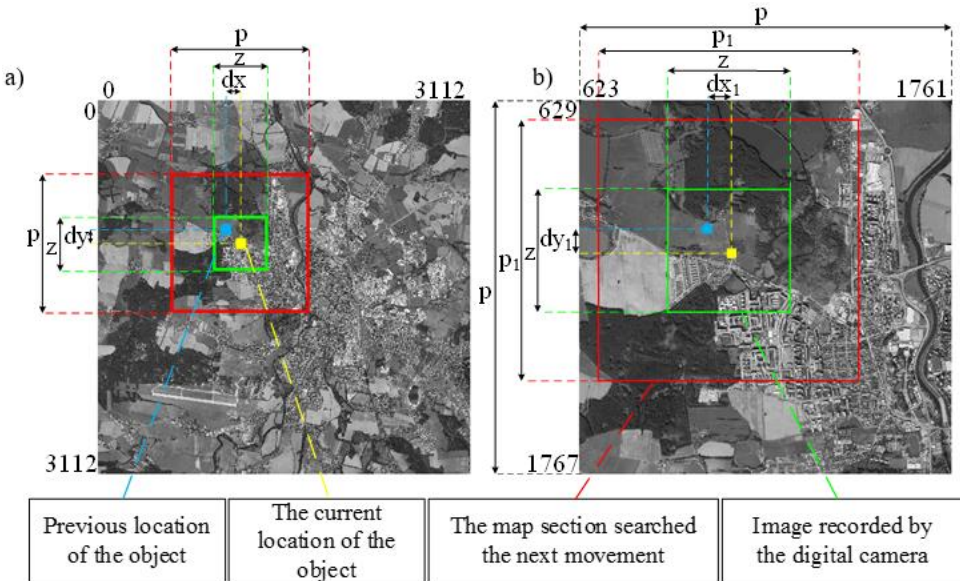 a)
p
z
dx
0
3112
0
p
z
dy
3112
b)
p
p₁
z
dx₁
623
1761
629
p
p₁
z
dy₁
1767
Previous location
of the object
The current
location of the
object
The map section searched
the next movement
Image recorded by
the digital camera